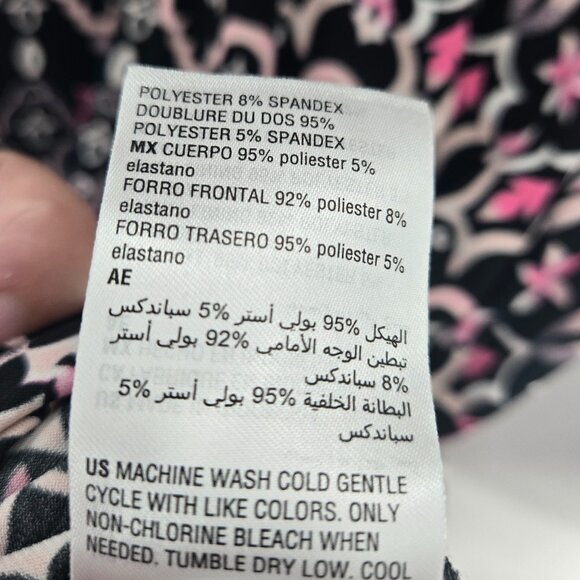 POLYESTER 8% SPANDEX
DOUBLURE DU DOS 95%
POLYESTER 5% SPANDEX
MX CUERPO 95% poliester 5%
elastano
FORRO FRONTAL 92% poliester 8%
elastano
FORRO TRASERO 95% poliester 5%
elastano
AE
الهيكل 95% بولي أستر 5% سباندكس
تبطين الوجه الأمامي 92% بولي أستر
8% سباندكس
البطانة الخلفية 95% بولي أستر 5%
سباندكس
US MACHINE WASH COLD GENTLE
CYCLE WITH LIKE COLORS. ONLY
NON-CHLORINE BLEACH WHEN
NEEDED. TUMBLE DRY LOW. COOL